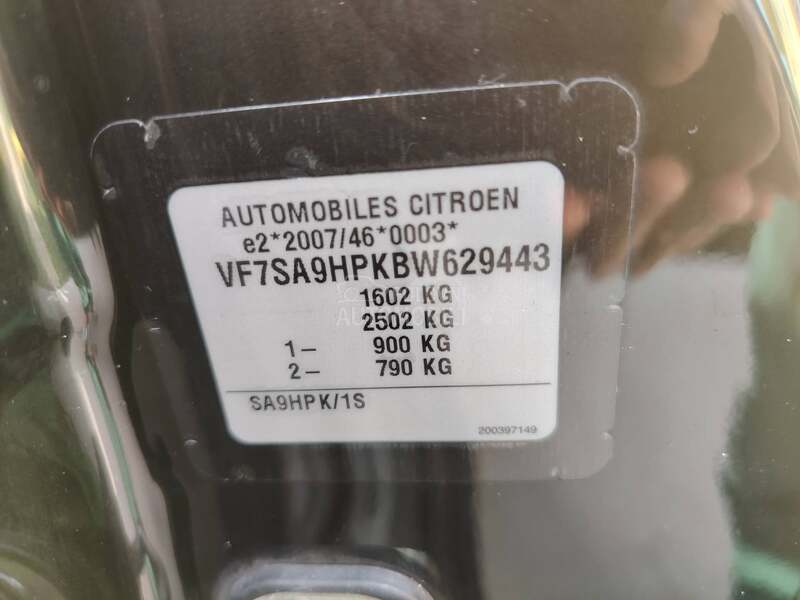 AUTOMOBILES CITROEN
e2*2007/46*0003*
VF7SA9HPKBW629443
1602 KG
2502 KG
1– 900 KG
2– 790 KG
SA9HPK/1S
200397149